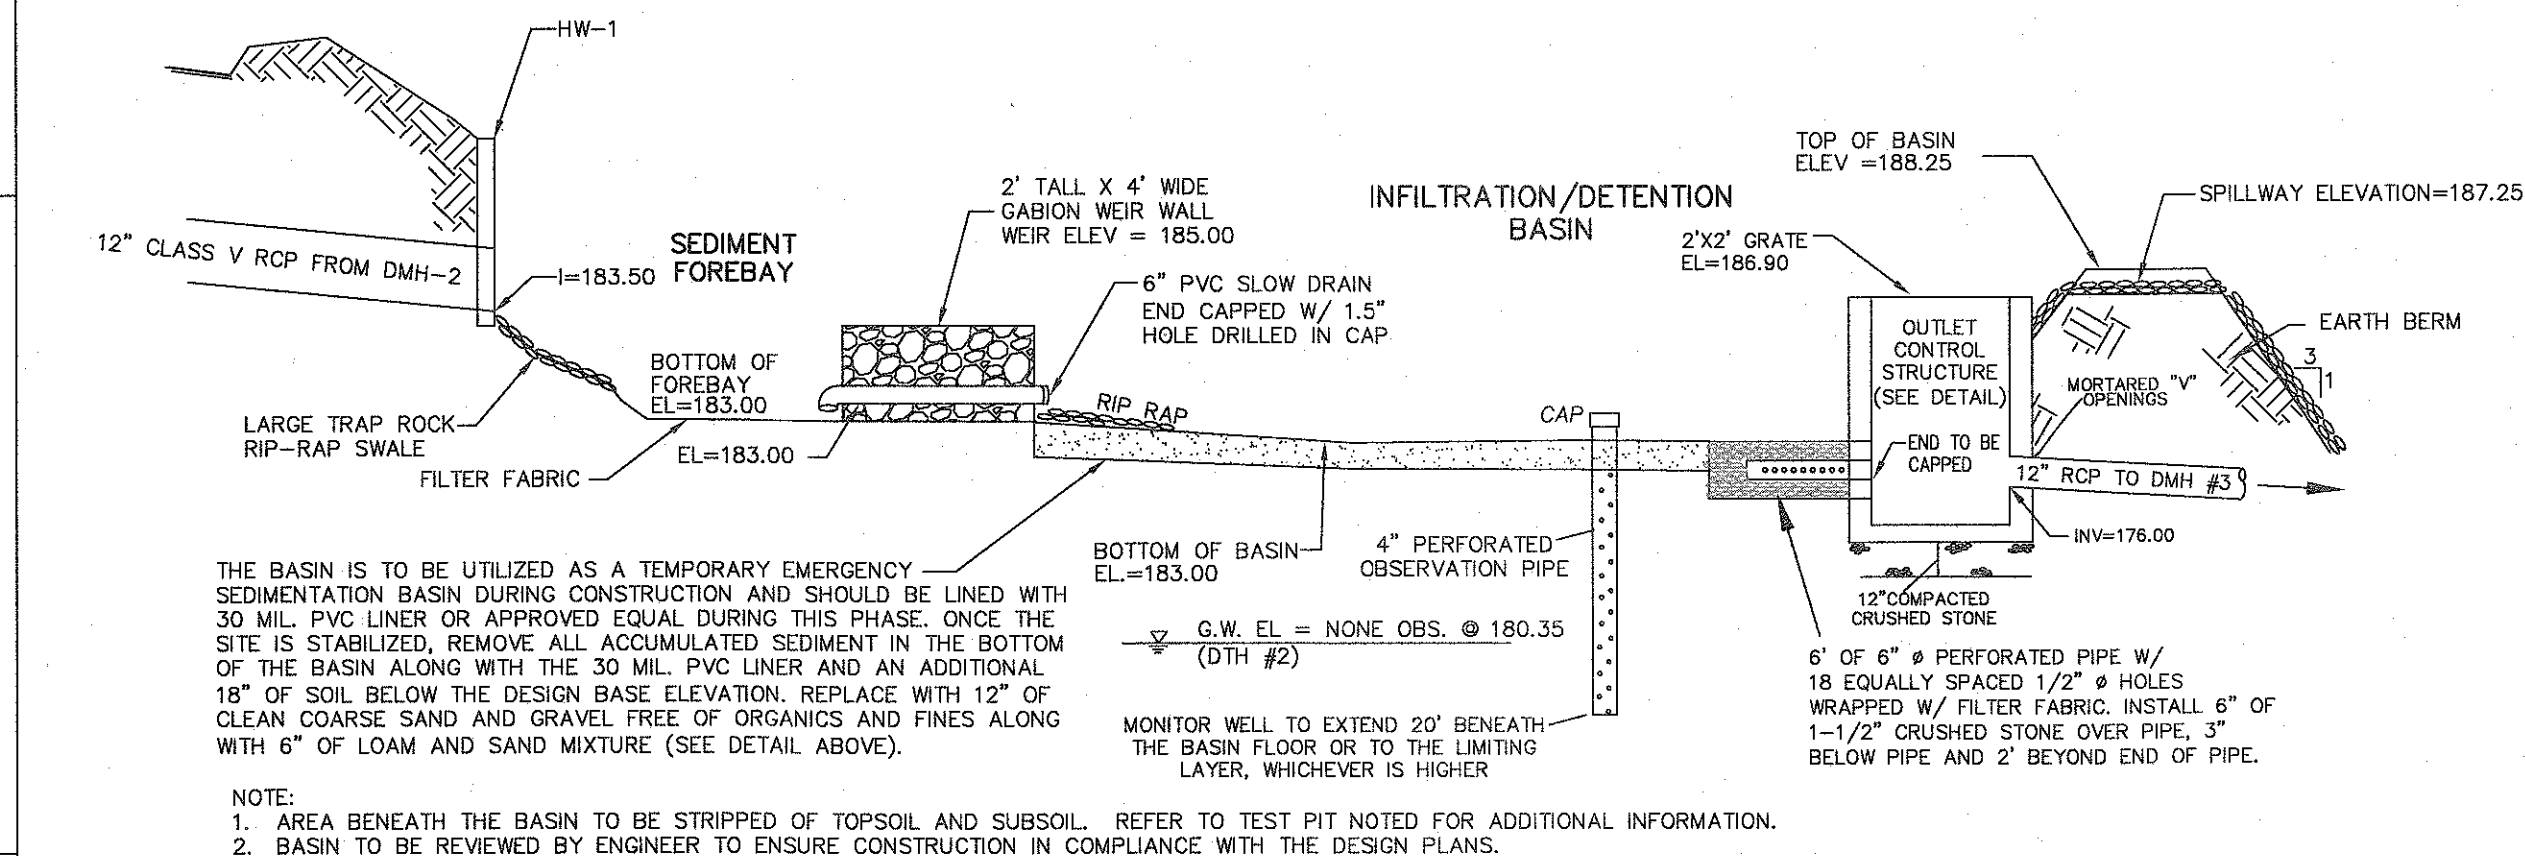 HW-1
12" CLASS V RCP FROM DMH-2
I=183.50
SEDIMENT
FOREBAY
LARGE TRAP ROCK
RIP-RAP SWALE
FILTER FABRIC
BOTTOM OF
FOREBAY
EL=183.00
EL=183.00
2' TALL X 4' WIDE
GABION WEIR WALL
WEIR ELEV = 185.00
6" PVC SLOW DRAIN
END CAPPED W/ 1.5"
HOLE DRILLED IN CAP
RIP RAP
INFILTRATION/DETENTION
BASIN
CAP
BOTTOM OF BASIN
EL.=183.00
4" PERFORATED
OBSERVATION PIPE
G.W. EL = NONE OBS. @ 180.35
(DTH #2)
MONITOR WELL TO EXTEND 20' BENEATH
THE BASIN FLOOR OR TO THE LIMITING
LAYER, WHICHEVER IS HIGHER
TOP OF BASIN
ELEV =188.25
SPILLWAY ELEVATION=187.25
2'X2' GRATE
EL=186.90
OUTLET
CONTROL
STRUCTURE
(SEE DETAIL)
EARTH BERM
3
1
MORTARED "V"
OPENINGS
END TO BE
CAPPED
12" RCP TO DMH #3
INV=176.00
12"COMPACTED
CRUSHED STONE
6' OF 6" ø PERFORATED PIPE W/
18 EQUALLY SPACED 1/2" ø HOLES
WRAPPED W/ FILTER FABRIC. INSTALL 6" OF
1-1/2" CRUSHED STONE OVER PIPE, 3"
BELOW PIPE AND 2' BEYOND END OF PIPE.
THE BASIN IS TO BE UTILIZED AS A TEMPORARY EMERGENCY
SEDIMENTATION BASIN DURING CONSTRUCTION AND SHOULD BE LINED WITH
30 MIL. PVC LINER OR APPROVED EQUAL DURING THIS PHASE. ONCE THE
SITE IS STABILIZED, REMOVE ALL ACCUMULATED SEDIMENT IN THE BOTTOM
OF THE BASIN ALONG WITH THE 30 MIL. PVC LINER AND AN ADDITIONAL
18" OF SOIL BELOW THE DESIGN BASE ELEVATION. REPLACE WITH 12" OF
CLEAN COARSE SAND AND GRAVEL FREE OF ORGANICS AND FINES ALONG
WITH 6" OF LOAM AND SAND MIXTURE (SEE DETAIL ABOVE).
NOTE:
1. AREA BENEATH THE BASIN TO BE STRIPPED OF TOPSOIL AND SUBSOIL. REFER TO TEST PIT NOTED FOR ADDITIONAL INFORMATION.
2. BASIN TO BE REVIEWED BY ENGINEER TO ENSURE CONSTRUCTION IN COMPLIANCE WITH THE DESIGN PLANS.